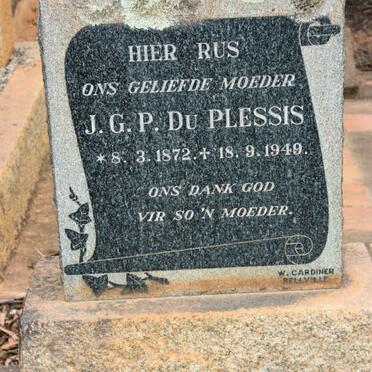 HIER RUS
ONS GELIEFDE MOEDER
J. G. P. DU PLESSIS
* 8. 3. 1872. + 18. 9. 1949.
ONS DANK GOD
VIR SO 'N MOEDER.
W. GARDINER
BELLVILLE